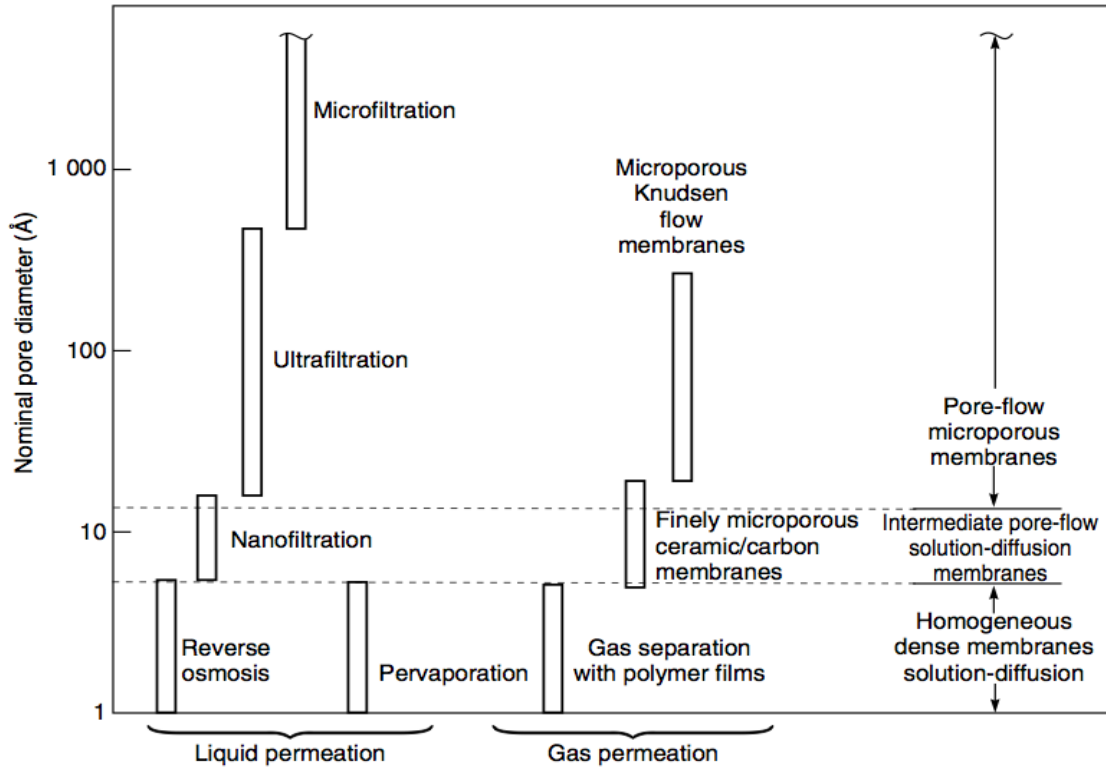 Nominal pore diameter (Å)
1 000
100
10
1
Microfiltration
Ultrafiltration
Nanofiltration
Reverse
osmosis
Pervaporation
Microporous
Knudsen
flow
membranes
Finely microporous
ceramic/carbon
membranes
Gas separation
with polymer films
Pore-flow
microporous
membranes
Intermediate pore-flow
solution-diffusion
membranes
Homogeneous
dense membranes
solution-diffusion
Liquid permeation
Gas permeation